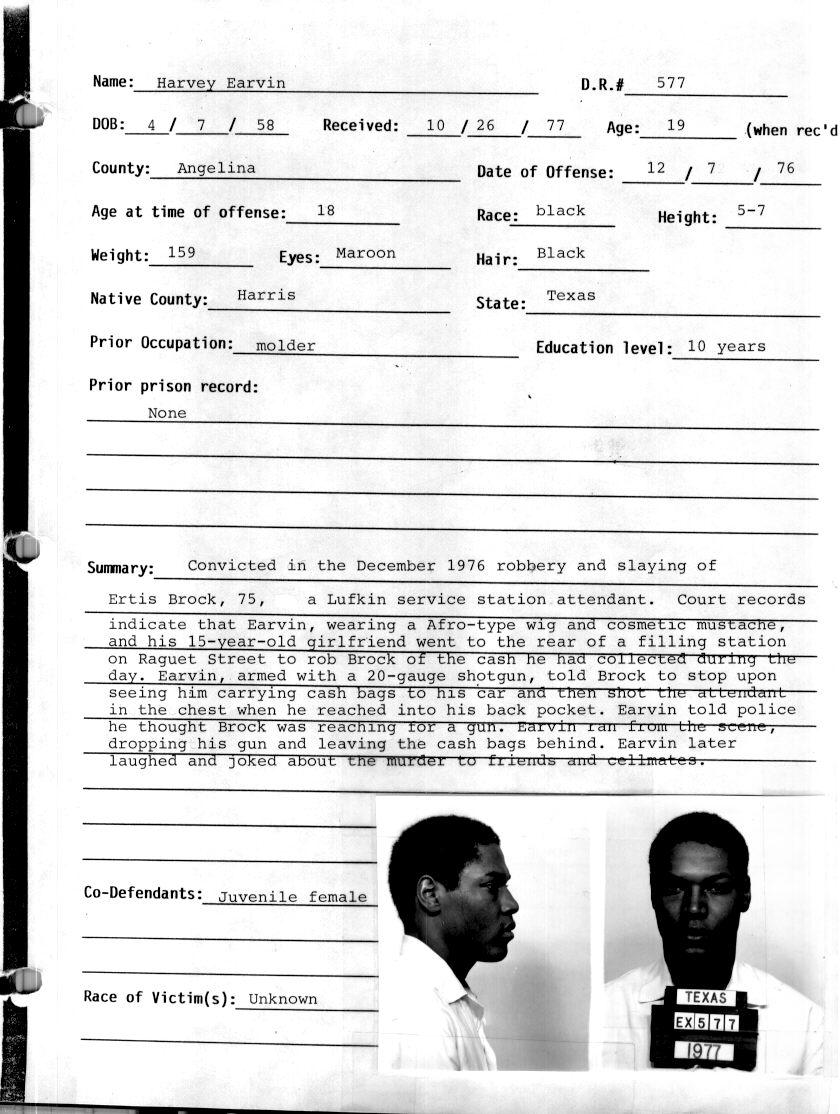 Name: Harvey Earvin D.R.# 577
DOB: 4 / 7 / 58 Received: 10 / 26 / 77 Age: 19 (when rec'd
County: Angelina Date of Offense: 12 / 7 / 76
Age at time of offense: 18 Race: black Height: 5-7
Weight: 159 Eyes: Maroon Hair: Black
Native County: Harris State: Texas
Prior Occupation: molder Education level: 10 years
Prior prison record:
None
Summary: Convicted in the December 1976 robbery and slaying of
Ertis Brock, 75, a Lufkin service station attendant. Court records
indicate that Earvin, wearing a Afro-type wig and cosmetic mustache,
and his 15-year-old girlfriend went to the rear of a filling station
on Raguet Street to rob Brock of the cash he had collected during the
day. Earvin, armed with a 20-gauge shotgun, told Brock to stop upon
seeing him carrying cash bags to his car and then shot the attendant
in the chest when he reached into his back pocket. Earvin told police
he thought Brock was reaching for a gun. Earvin ran from the scene,
dropping his gun and leaving the cash bags behind. Earvin later
laughed and joked about the murder to friends and cellmates.
Co-Defendants: Juvenile female
Race of Victim(s): Unknown
TEXAS
EX 5 7 7
1977